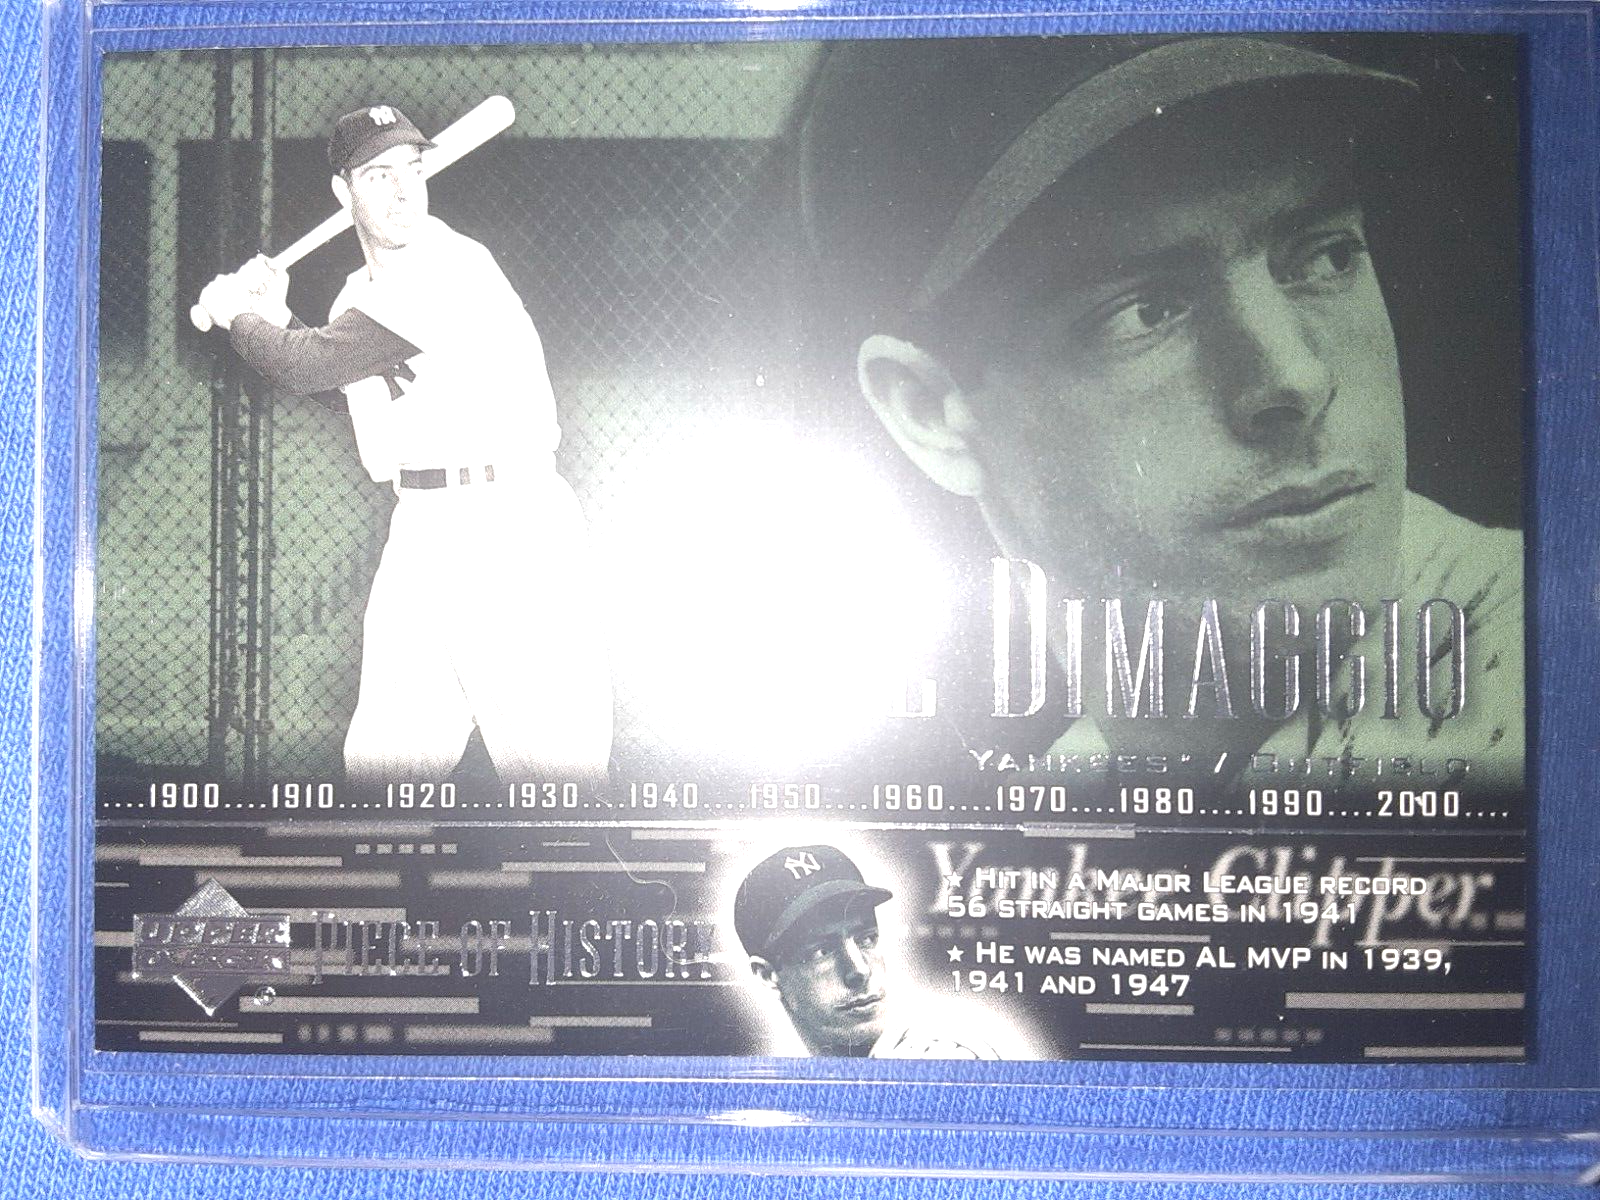 NY
DIMAGGIO
YANKEES* / OUTFIELD
....1900....1910....1920....1930....1940....1950....1960....1970....1980....1990....2000....
NY
Yankee Clipper...
★ HIT IN A MAJOR LEAGUE RECORD
56 STRAIGHT GAMES IN 1941
★ HE WAS NAMED AL MVP IN 1939,
1941 AND 1947
UPPER
DECK
PIECE OF HISTORY